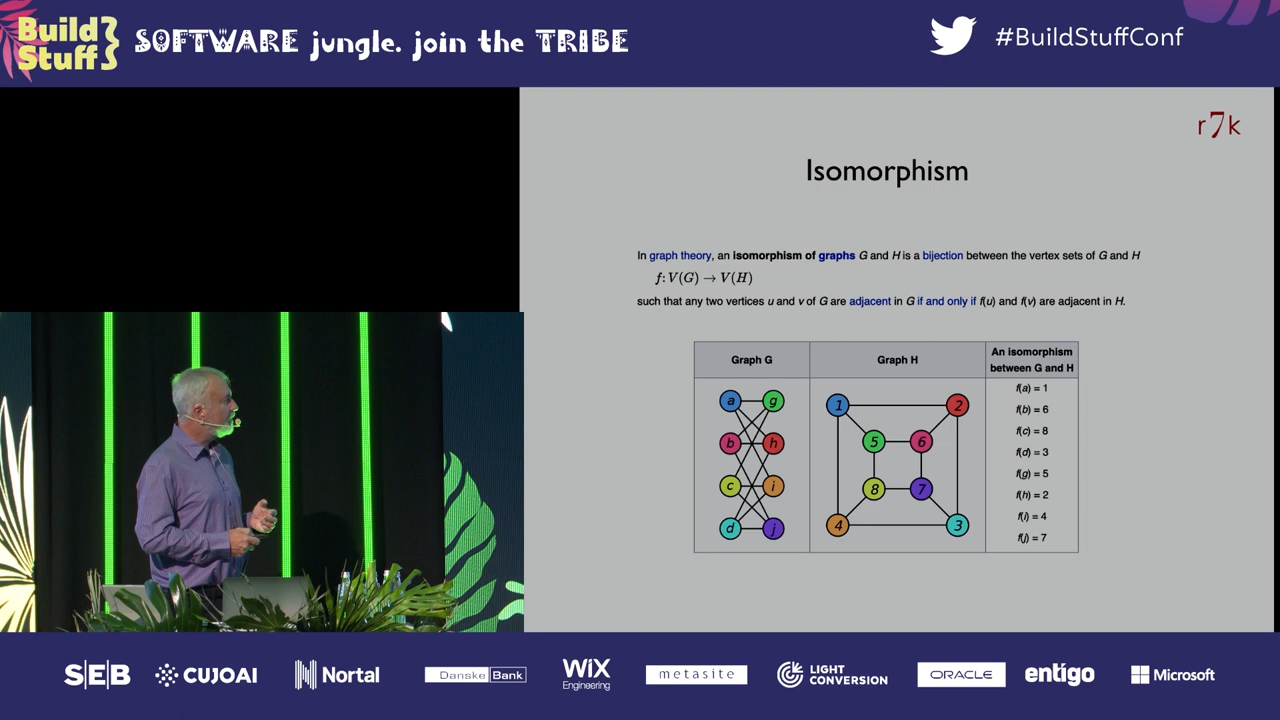 Build
Stuff
SOFTWARE jungle. join the TRIBE
#BuildStuffConf
r7k
Isomorphism
In graph theory, an isomorphism of graphs G and H is a bijection between the vertex sets of G and H
f: V(G) → V(H)
such that any two vertices u and v of G are adjacent in G if and only if f(u) and f(v) are adjacent in H.
Graph G
Graph H
An isomorphism
between G and H
a g
b h
c i
d j
1 2
5 6
8 7
4 3
f(a) = 1
f(b) = 6
f(c) = 8
f(d) = 3
f(g) = 5
f(h) = 2
f(i) = 4
f(j) = 7
S|E|B
CUJOAI
Nortal
Danske Bank
WiX
Engineering
metasite
LIGHT
CONVERSION
ORACLE
entigo
Microsoft